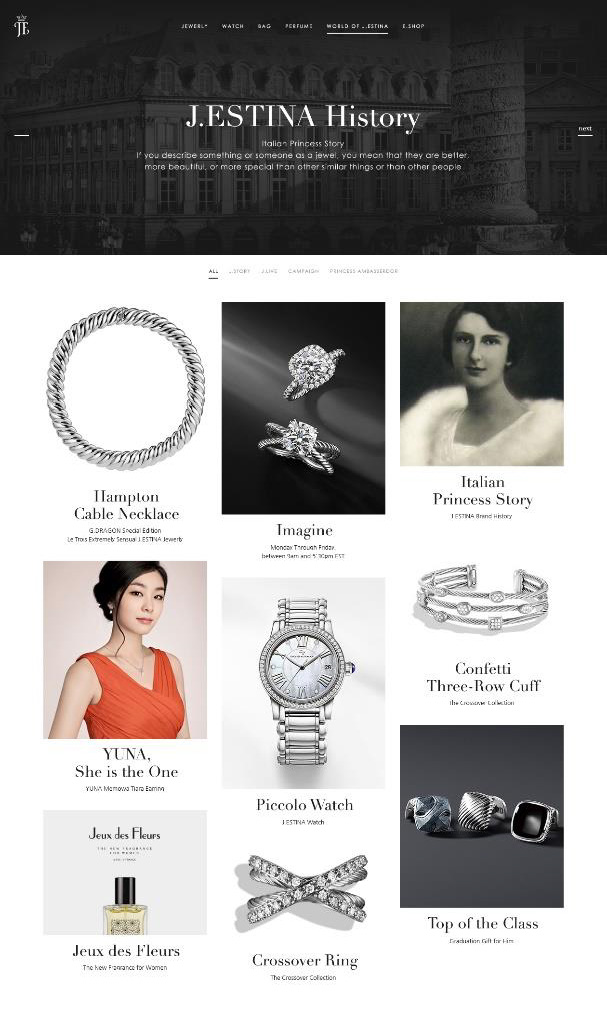 JEWERLY WATCH BAG PERFUME WORLD OF J.ESTINA E.SHOP
J.ESTINA History
Italian Princess Story
If you describe something or someone as a jewel, you mean that they are better,
more beautiful, or more special than other similar things or than other people
next
ALL J.STORY J.LIVE CAMPAIGN PRINCESS AMBASSERDOR
Hampton
Cable Necklace
G.DRAGON Special Edition
Le Trois Extremely Sensual J.ESTINA Jewerly
Imagine
Monday Through Friday,
between 9am and 5:30pm EST
Italian
Princess Story
J.ESTINA Brand History
YUNA,
She is the One
YUNA Memowa Tiara Earring
Piccolo Watch
J.ESTINA Watch
Confetti
Three-Row Cuff
The Crossover Collection
Jeux des Fleurs
THE NEW FRAGRANCE
FOR WOMEN
Jeux des Fleurs
The New Fragrance for Women
Crossover Ring
The Crossover Collection
Top of the Class
Graduation Gift for Him